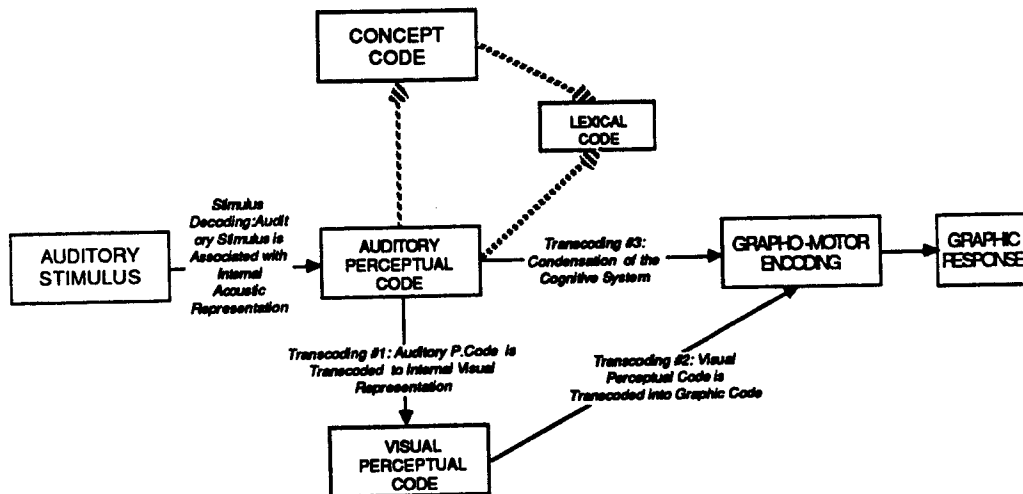 CONCEPT
CODE
LEXICAL
CODE
Stimulus
Decoding:Audit
ory Stimulus is
Associated with
Internal
Acoustic
Representation
AUDITORY
STIMULUS
AUDITORY
PERCEPTUAL
CODE
Transcoding #3:
Condensation of the
Cognitive System
GRAPHO-MOTOR
ENCODING
GRAPHIC
RESPONSE
Transcoding #1: Auditory P.Code is
Transcoded to Internal Visual
Representation
Transcoding #2: Visual
Perceptual Code is
Transcoded into Graphic Code
VISUAL
PERCEPTUAL
CODE